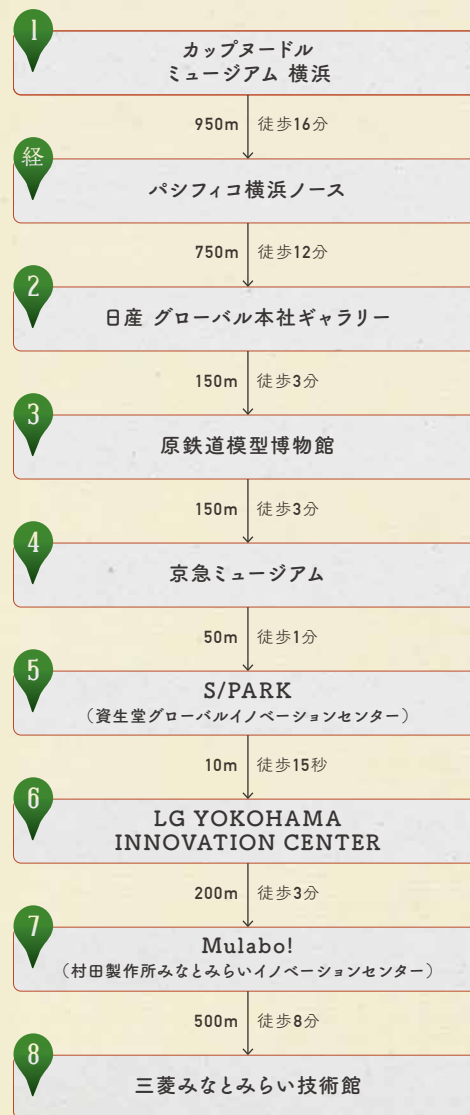 1
カップヌードル
ミュージアム 横浜
950m 徒歩16分
経
パシフィコ横浜ノース
750m 徒歩12分
2
日産 グローバル本社ギャラリー
150m 徒歩3分
3
原鉄道模型博物館
150m 徒歩3分
4
京急ミュージアム
50m 徒歩1分
5
S/PARK
（資生堂グローバルイノベーションセンター）
10m 徒歩15秒
6
LG YOKOHAMA
INNOVATION CENTER
200m 徒歩3分
7
Mulabo!
（村田製作所みなとみらいイノベーションセンター）
500m 徒歩8分
8
三菱みなとみらい技術館